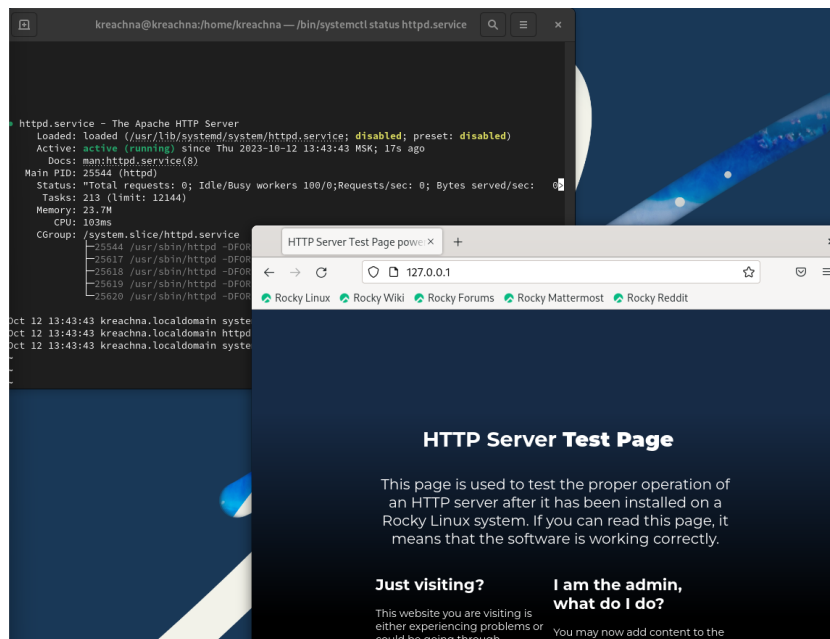 kreachna@kreachna:/home/kreachna — /bin/systemctl status httpd.service
httpd.service - The Apache HTTP Server
Loaded: loaded (/usr/lib/systemd/system/httpd.service; disabled; preset: disabled)
Active: active (running) since Thu 2023-10-12 13:43:43 MSK; 17s ago
Docs: man:httpd.service(8)
Main PID: 25544 (httpd)
Status: "Total requests: 0; Idle/Busy workers 100/0;Requests/sec: 0; Bytes served/sec:   0>
Tasks: 213 (limit: 12144)
Memory: 23.7M
CPU: 103ms
CGroup: /system.slice/httpd.service
├─25544 /usr/sbin/httpd -DFOR
├─25617 /usr/sbin/httpd -DFOR
├─25618 /usr/sbin/httpd -DFOR
├─25619 /usr/sbin/httpd -DFOR
└─25620 /usr/sbin/httpd -DFOR
Oct 12 13:43:43 kreachna.localdomain syste
Oct 12 13:43:43 kreachna.localdomain httpd
Oct 12 13:43:43 kreachna.localdomain syste
HTTP Server Test Page powe
127.0.0.1
Rocky Linux Rocky Wiki Rocky Forums Rocky Mattermost Rocky Reddit
HTTP Server Test Page
This page is used to test the proper operation of
an HTTP server after it has been installed on a
Rocky Linux system. If you can read this page, it
means that the software is working correctly.
Just visiting?
This website you are visiting is
either experiencing problems or
could be going through
I am the admin,
what do I do?
You may now add content to the